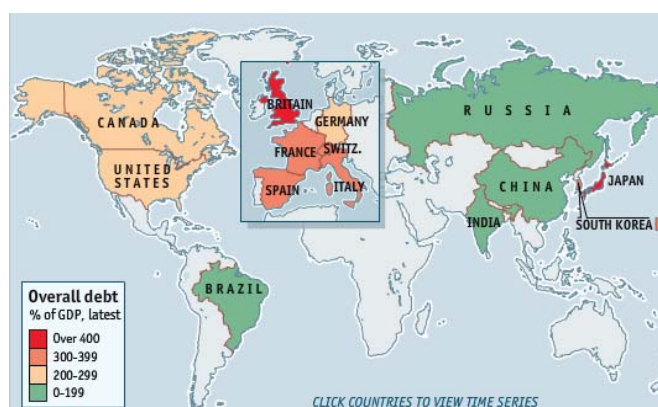 CANADA
UNITED
STATES
BRITAIN
GERMANY
FRANCE
SWITZ.
SPAIN
ITALY
RUSSIA
CHINA
JAPAN
INDIA
SOUTH KOREA
BRAZIL
Overall debt
% of GDP, latest
Over 400
300-399
200-299
0-199
CLICK COUNTRIES TO VIEW TIME SERIES